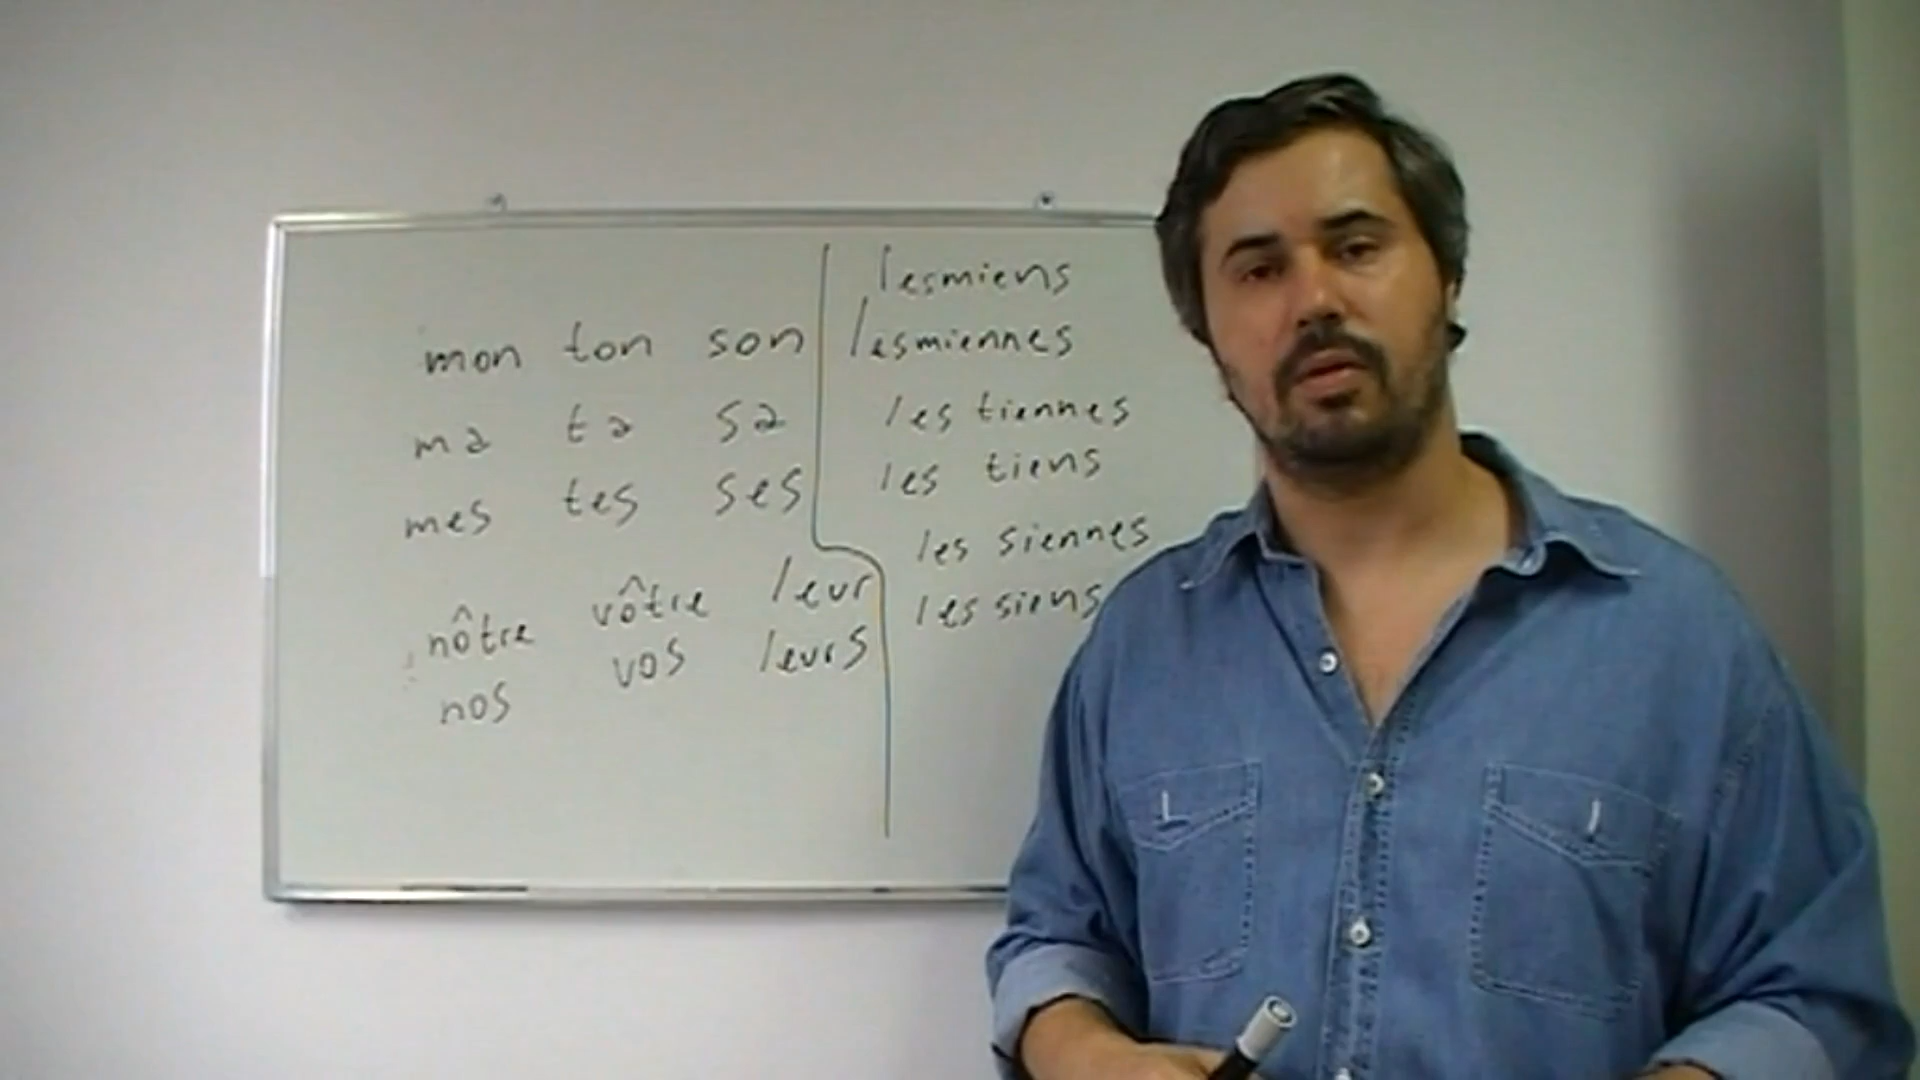 mon ton son
ma ta sa
mes tes ses
nôtre vôtre leur
nos vos leurs
lesmiens
lesmiennes
les tiennes
les tiens
les siennes
les siens